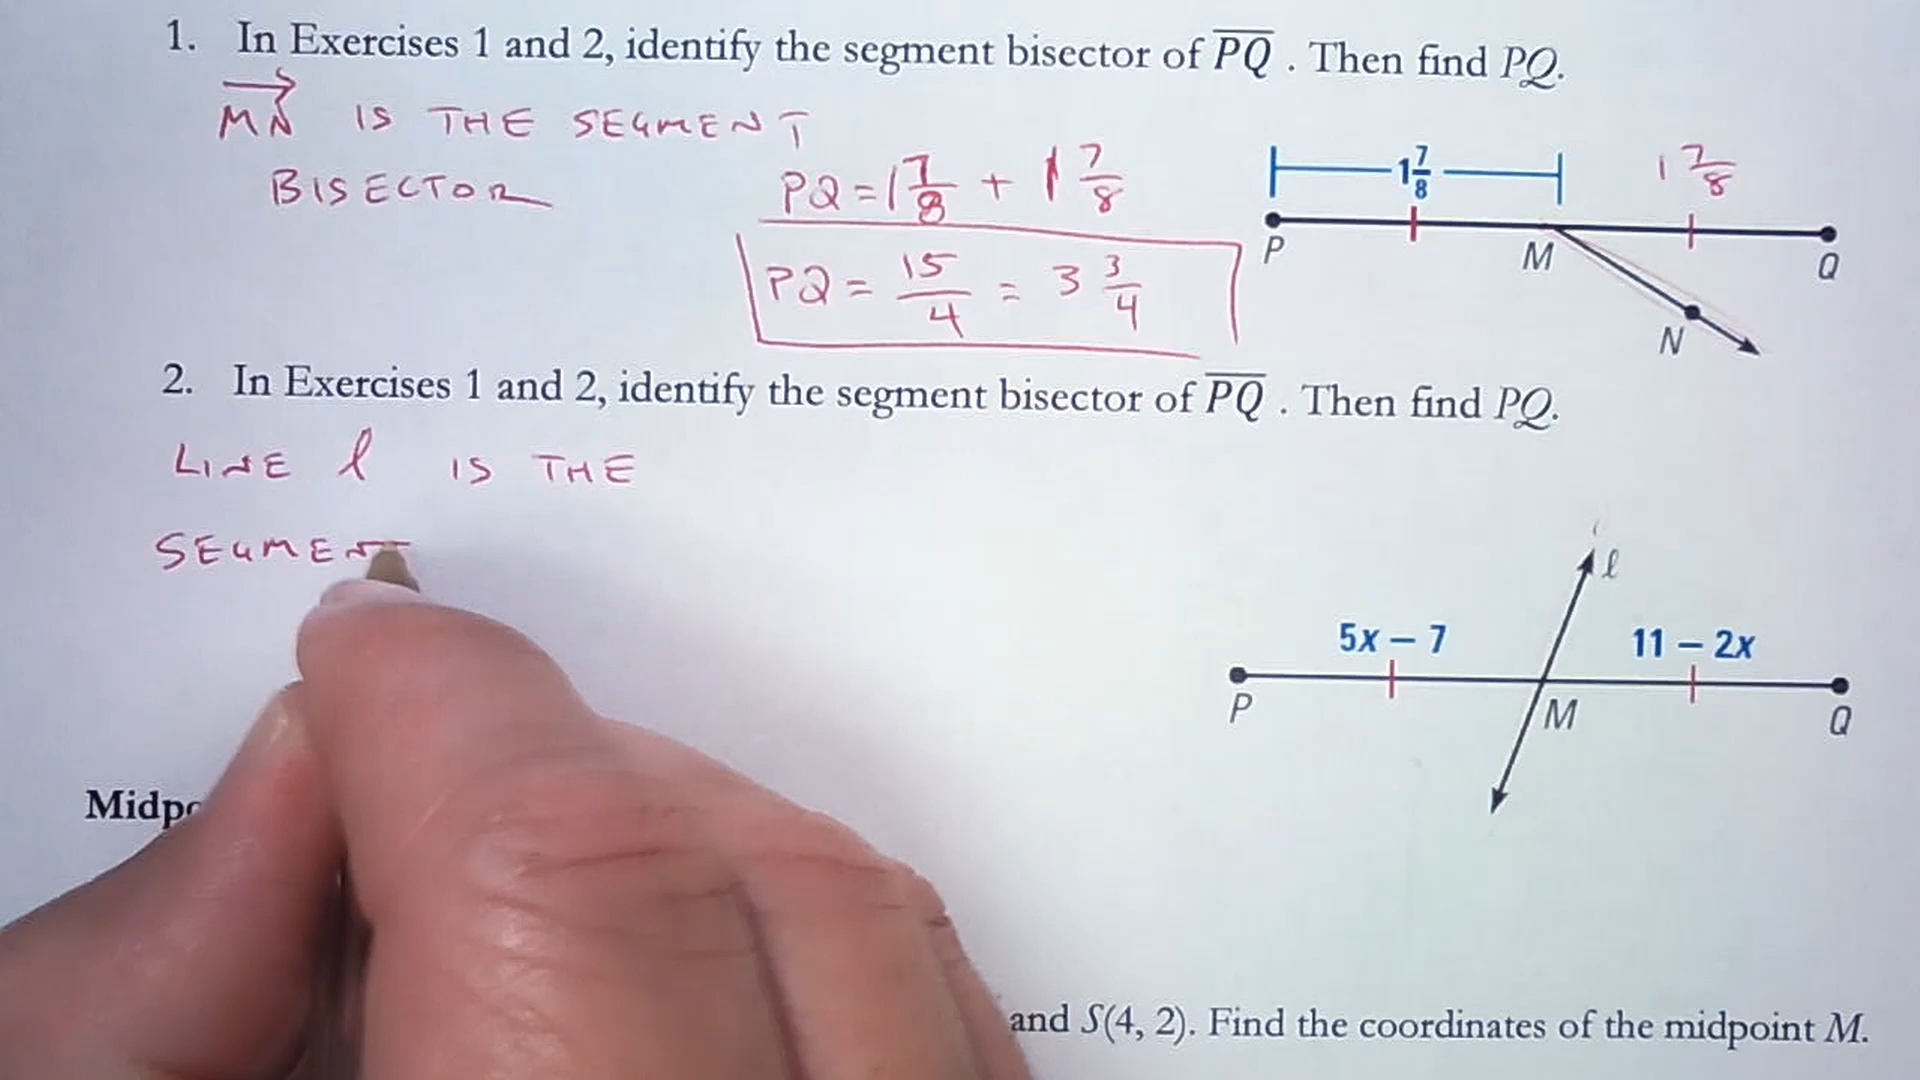 1. In Exercises 1 and 2, identify the segment bisector of PQ . Then find PQ.
MN IS THE SEGMENT
BISECTOR
PQ = 1 7/8 + 1 7/8
PQ = 15/4 = 3 3/4
1 7/8
1 7/8
P
M
Q
N
2. In Exercises 1 and 2, identify the segment bisector of PQ . Then find PQ.
LINE ℓ IS THE
SEGMENT
ℓ
5x – 7
11 – 2x
P
M
Q
and S(4, 2). Find the coordinates of the midpoint M.